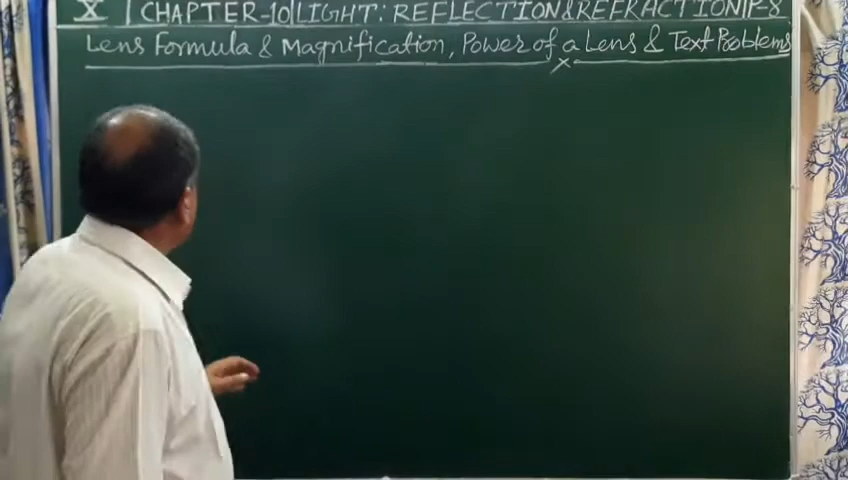 X | CHAPTER-10 | LIGHT: REFLECTION & REFRACTION | P-8
Lens Formula & Magnification, Power of a Lens & Text Problems